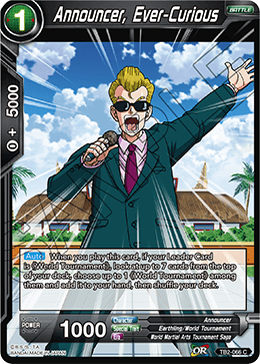 1
Announcer, Ever-Curious
BATTLE
+ 5000
Auto When you play this card, if your Leader Card
is 《World Tournament》, look at up to 7 cards from the top
of your deck, choose up to 1 《World Tournament》 among
them and add it to your hand, then shuffle your deck.
POWER
1000
Character Announcer
Special Trait Earthling/World Tournament
Era World Martial Arts Tournament Saga
TB2-066 C